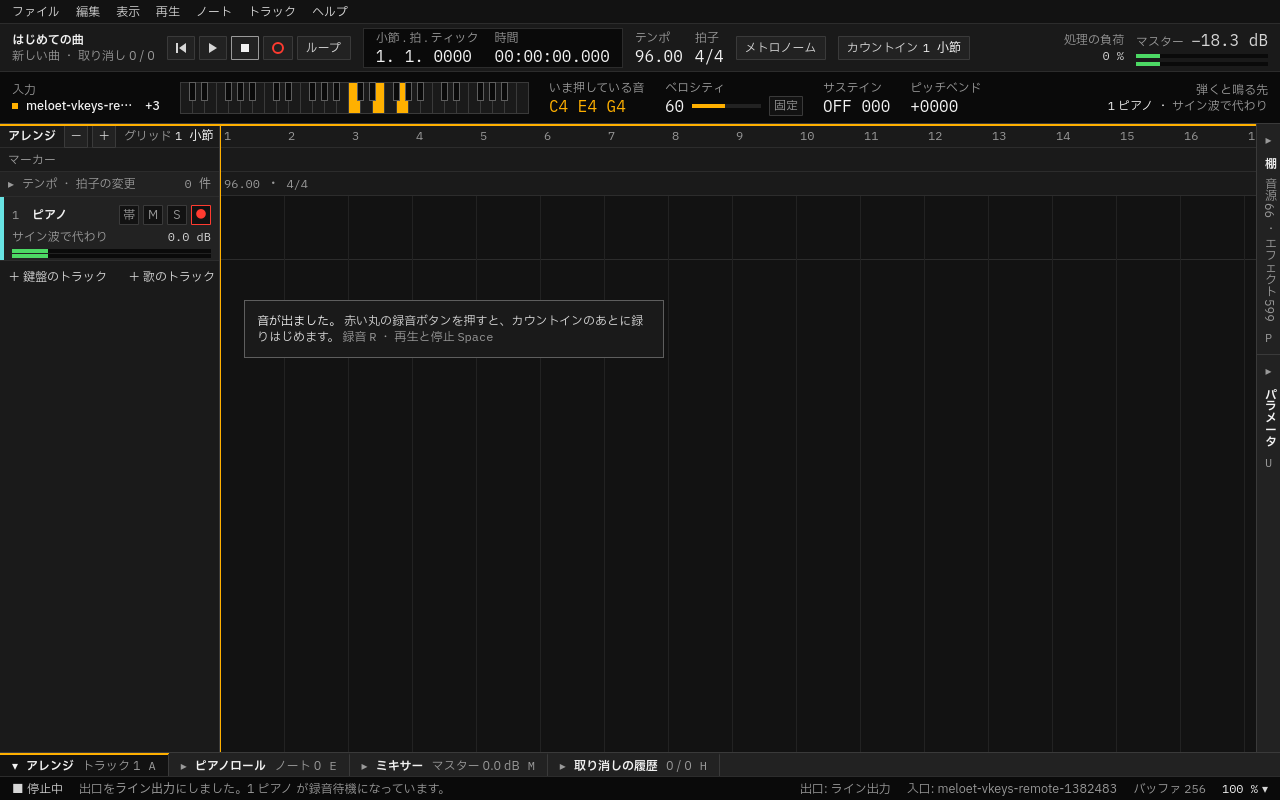 ファイル 編集 表示 再生 ノート トラック ヘルプ
はじめての曲
新しい曲 · 取り消し 0 / 0
ループ
小節 . 拍 . ティック 時間
1. 1. 0000 00:00:00.000
テンポ 拍子
96.00 4/4
メトロノーム
カウントイン 1 小節
処理の負荷
0 %
マスター −18.3 dB
入力
meloet-vkeys-re… +3
いま押している音
C4 E4 G4
ベロシティ
60 固定
サステイン
OFF 000
ピッチベンド
+0000
弾くと鳴る先
1 ピアノ · サイン波で代わり
アレンジ − + グリッド 1 小節
1 2 3 4 5 6 7 8 9 10 11 12 13 14 15 16 1
マーカー
▸ テンポ · 拍子の変更 0 件
96.00 · 4/4
1 ピアノ 帯 M S
サイン波で代わり 0.0 dB
+ 鍵盤のトラック + 歌のトラック
音が出ました。 赤い丸の録音ボタンを押すと、カウントインのあとに録
りはじめます。 録音 R · 再生と停止 Space
▸ 棚 音源 66 · エフェクト 599 P
▸ パラメータ U
▾ アレンジ トラック 1 A
▸ ピアノロール ノート 0 E
▸ ミキサー マスター 0.0 dB M
▸ 取り消しの履歴 0 / 0 H
■ 停止中 出口をライン出力にしました。1 ピアノ が録音待機になっています。
出口: ライン出力 入口: meloet-vkeys-remote-1382483 バッファ 256 100 % ▾